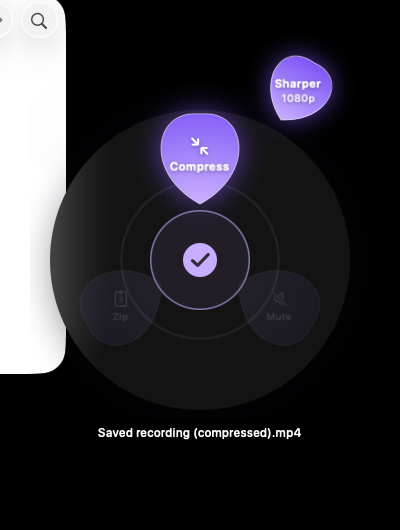 Sharper
1080p
Compress
Zip
Mute
Saved recording (compressed).mp4